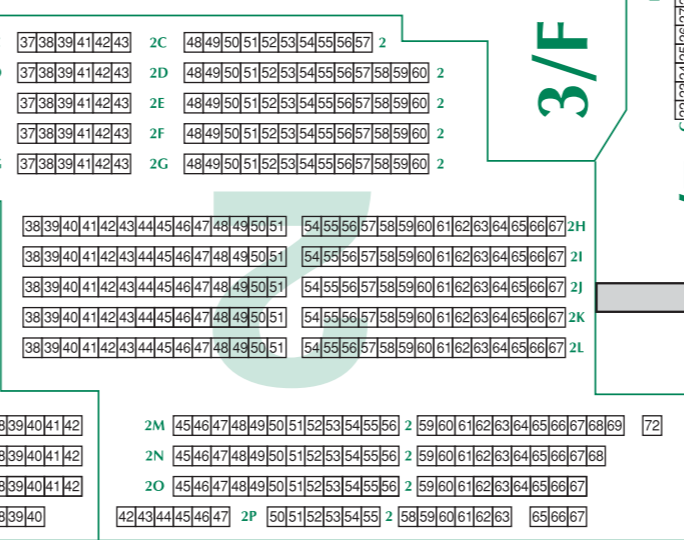 37 38 39 41 42 43 2C 48 49 50 51 52 53 54 55 56 57 2
37 38 39 41 42 43 2D 48 49 50 51 52 53 54 55 56 57 58 59 60 2
37 38 39 41 42 43 2E 48 49 50 51 52 53 54 55 56 57 58 59 60 2
37 38 39 41 42 43 2F 48 49 50 51 52 53 54 55 56 57 58 59 60 2
37 38 39 41 42 43 2G 48 49 50 51 52 53 54 55 56 57 58 59 60 2
3/F
2
38 39 40 41 42 43 44 45 46 47 48 49 50 51 54 55 56 57 58 59 60 61 62 63 64 65 66 67 2H
38 39 40 41 42 43 44 45 46 47 48 49 50 51 54 55 56 57 58 59 60 61 62 63 64 65 66 67 2I
38 39 40 41 42 43 44 45 46 47 48 49 50 51 54 55 56 57 58 59 60 61 62 63 64 65 66 67 2J
38 39 40 41 42 43 44 45 46 47 48 49 50 51 54 55 56 57 58 59 60 61 62 63 64 65 66 67 2K
38 39 40 41 42 43 44 45 46 47 48 49 50 51 54 55 56 57 58 59 60 61 62 63 64 65 66 67 2L
39 40 41 42 2M 45 46 47 48 49 50 51 52 53 54 55 56 2 59 60 61 62 63 64 65 66 67 68 69 72
39 40 41 42 2N 45 46 47 48 49 50 51 52 53 54 55 56 2 59 60 61 62 63 64 65 66 67 68
39 40 41 42 2O 45 46 47 48 49 50 51 52 53 54 55 56 2 59 60 61 62 63 64 65 66 67
39 40 42 43 44 45 46 47 2P 50 51 52 53 54 55 2 58 59 60 61 62 63 65 66 67